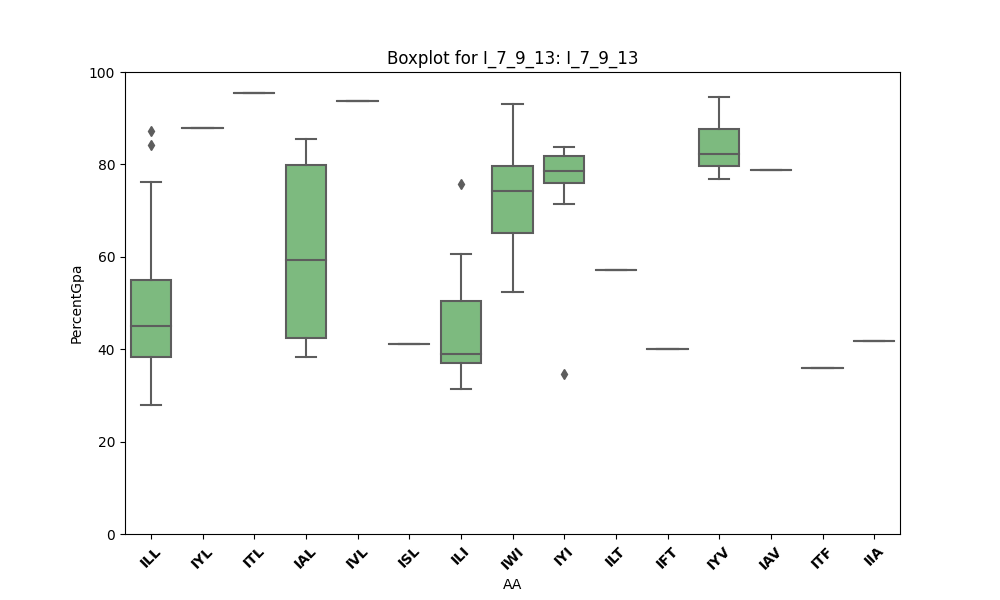 Boxplot for I_7_9_13: I_7_9_13
PercentGpa
100
80
60
40
20
0
ILL IYL ITL IAL IVL ISL ILI IWI IYI ILT IFT IYV IAV ITF IIA
AA